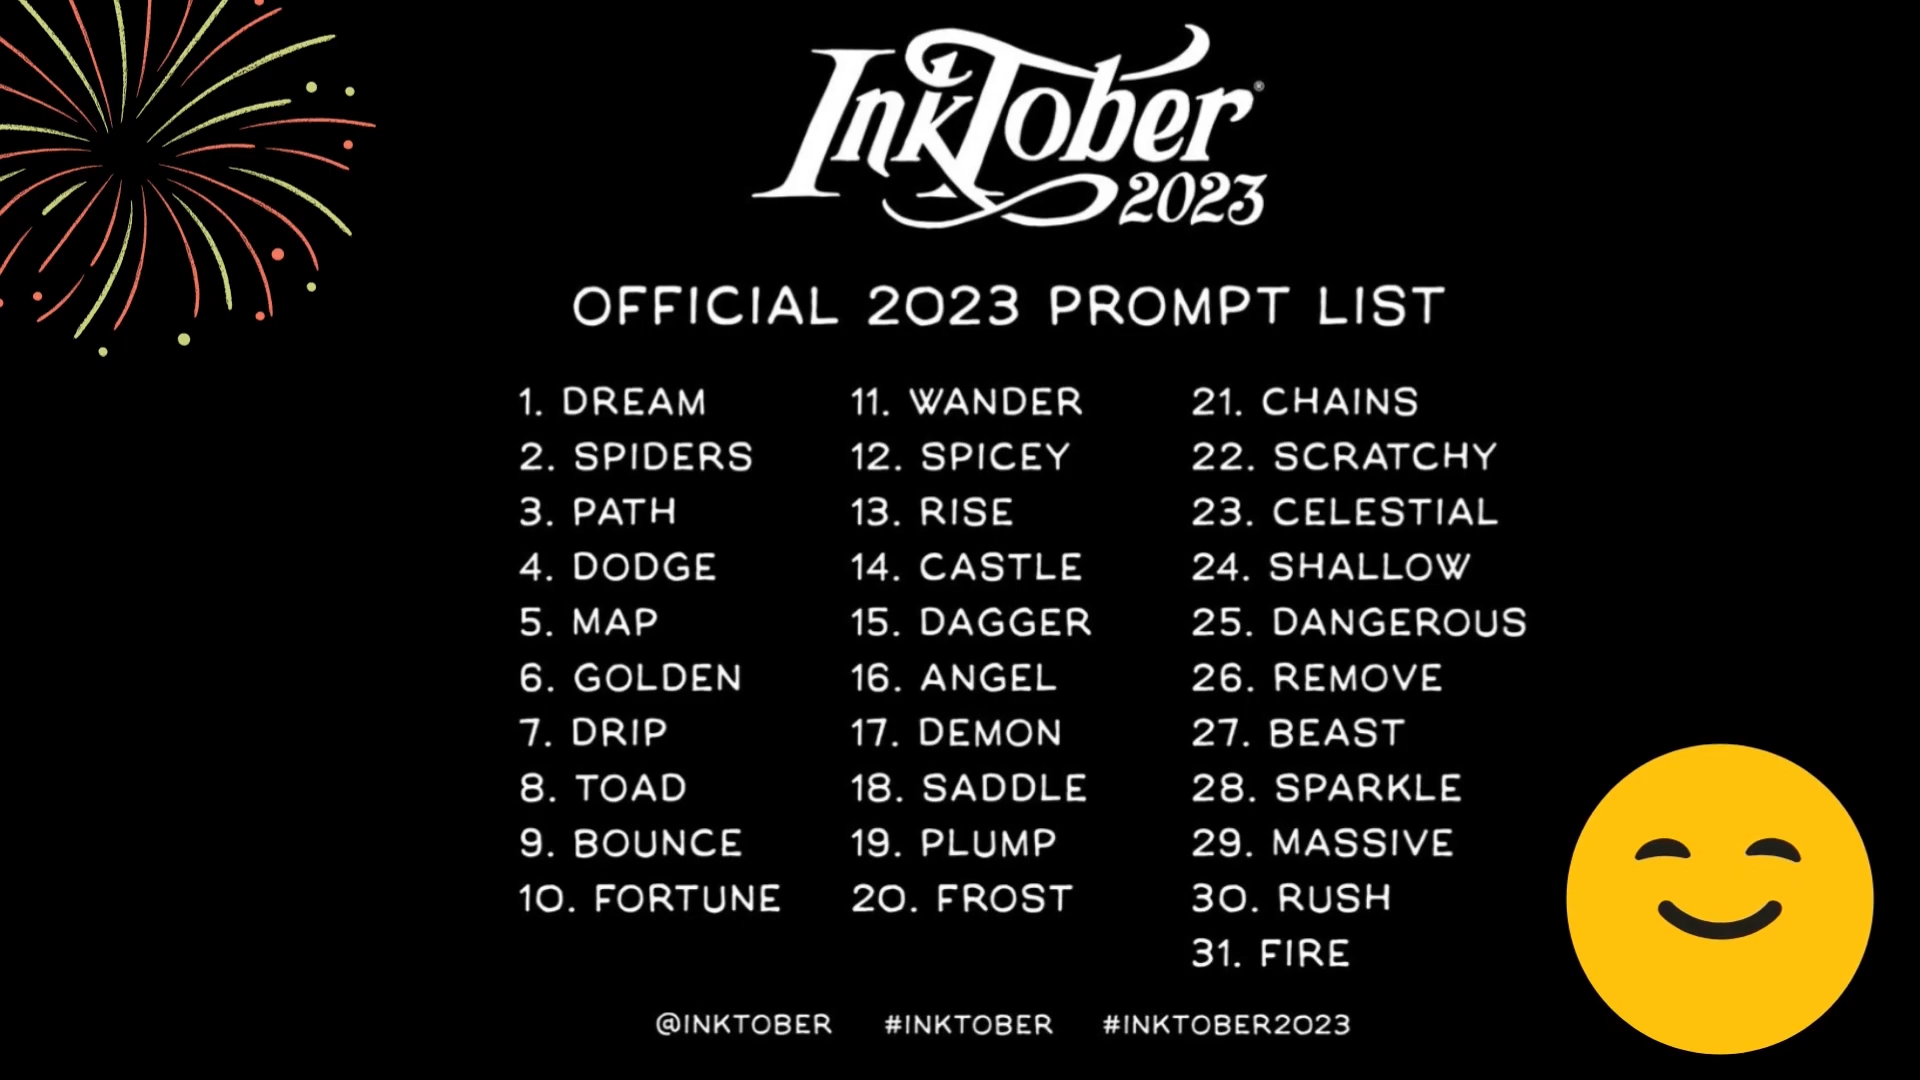 InkTober®
2023
OFFICIAL 2023 PROMPT LIST
1. DREAM
2. SPIDERS
3. PATH
4. DODGE
5. MAP
6. GOLDEN
7. DRIP
8. TOAD
9. BOUNCE
10. FORTUNE
11. WANDER
12. SPICEY
13. RISE
14. CASTLE
15. DAGGER
16. ANGEL
17. DEMON
18. SADDLE
19. PLUMP
20. FROST
21. CHAINS
22. SCRATCHY
23. CELESTIAL
24. SHALLOW
25. DANGEROUS
26. REMOVE
27. BEAST
28. SPARKLE
29. MASSIVE
30. RUSH
31. FIRE
@INKTOBER #INKTOBER #INKTOBER2023